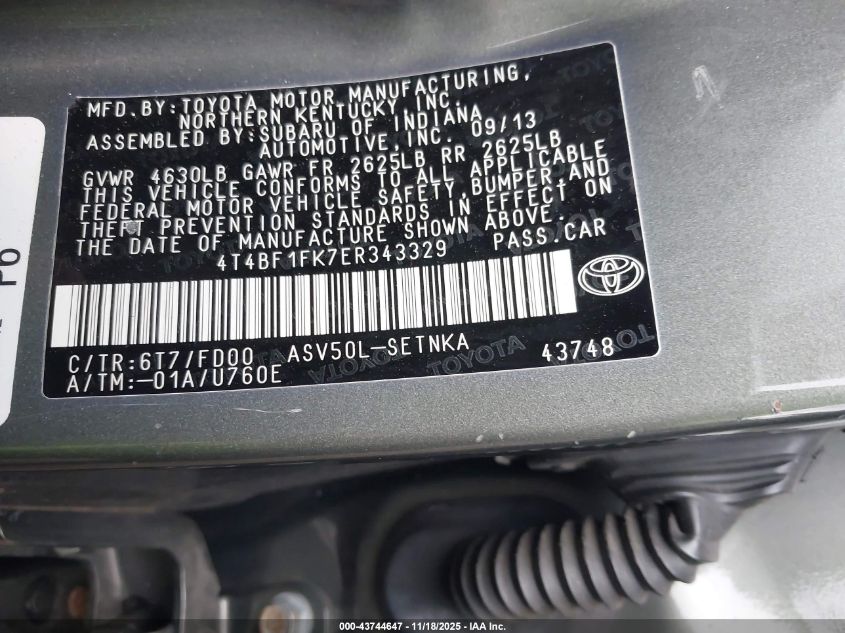 MFD.BY:TOYOTA MOTOR MANUFACTURING,
NORTHERN KENTUCKY, INC.
ASSEMBLED BY:SUBARU OF INDIANA
AUTOMOTIVE,INC. 09/13
GVWR 4630LB GAWR FR 2625LB RR 2625LB
THIS VEHICLE CONFORMS TO ALL APPLICABLE
FEDERAL MOTOR VEHICLE SAFETY,BUMPER,AND
THEFT PREVENTION STANDARDS IN EFFECT ON
THE DATE OF MANUFACTURE SHOWN ABOVE.
4T4BF1FK7ER343329 PASS.CAR
C/TR:6T7/FD00 ASV50L-SETNKA 43748
A/TM:-01A/U760E
TOYOTA
P6
000-43744647 — 11/18/2025 — IAA Inc.